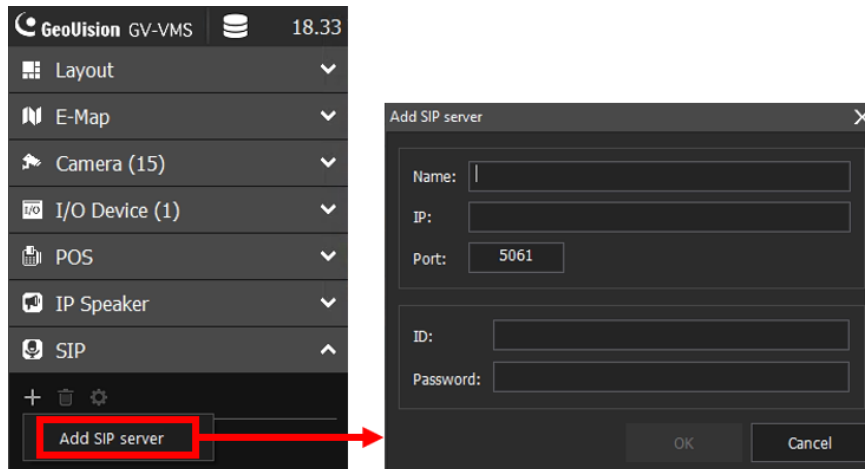 GeoVision GV-VMS 18.33
Layout
E-Map
Camera (15)
I/O I/O Device (1)
POS
IP Speaker
SIP
Add SIP server
Add SIP server
Name:
IP:
Port: 5061
ID:
Password:
OK Cancel